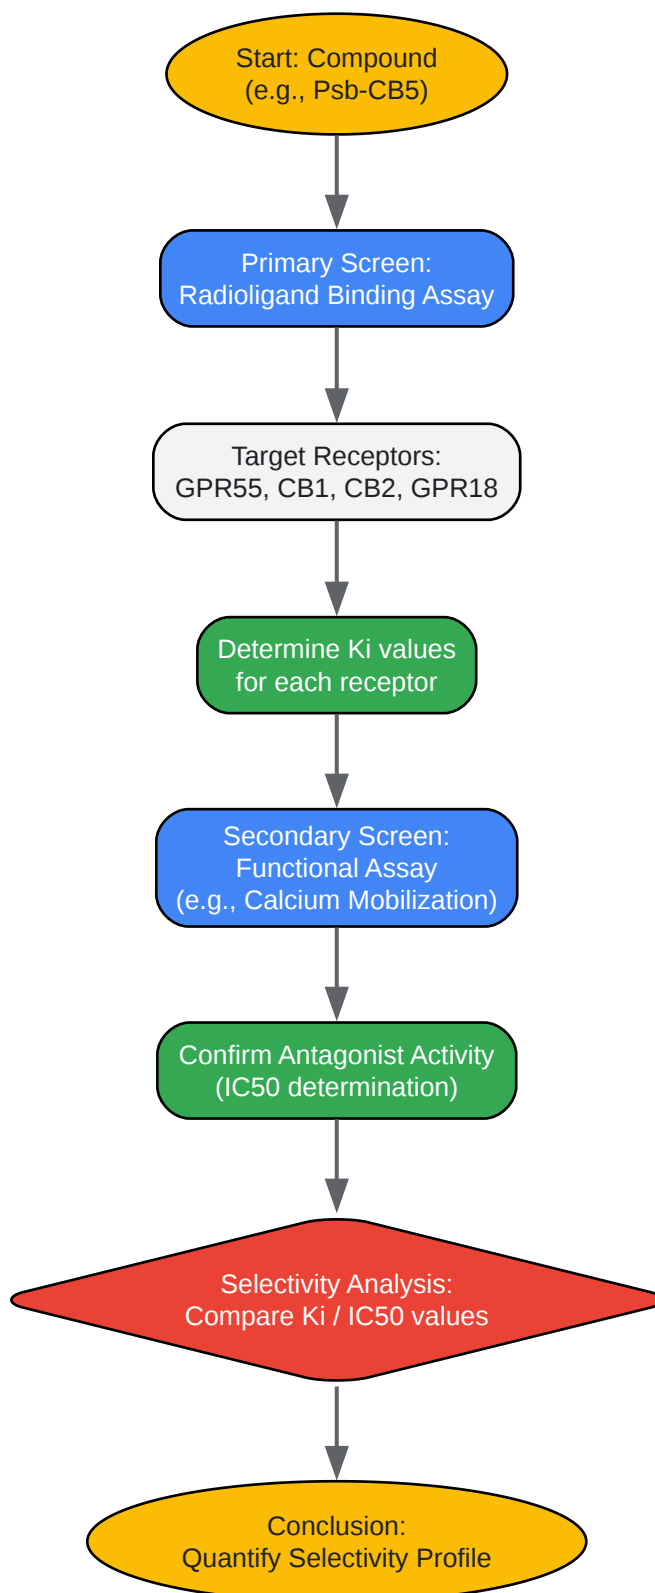 Start: Compound
(e.g., Psb-CB5)
Primary Screen:
Radioligand Binding Assay
Target Receptors:
GPR55, CB1, CB2, GPR18
Determine Ki values
for each receptor
Secondary Screen:
Functional Assay
(e.g., Calcium Mobilization)
Confirm Antagonist Activity
(IC50 determination)
Selectivity Analysis:
Compare Ki / IC50 values
Conclusion:
Quantify Selectivity Profile